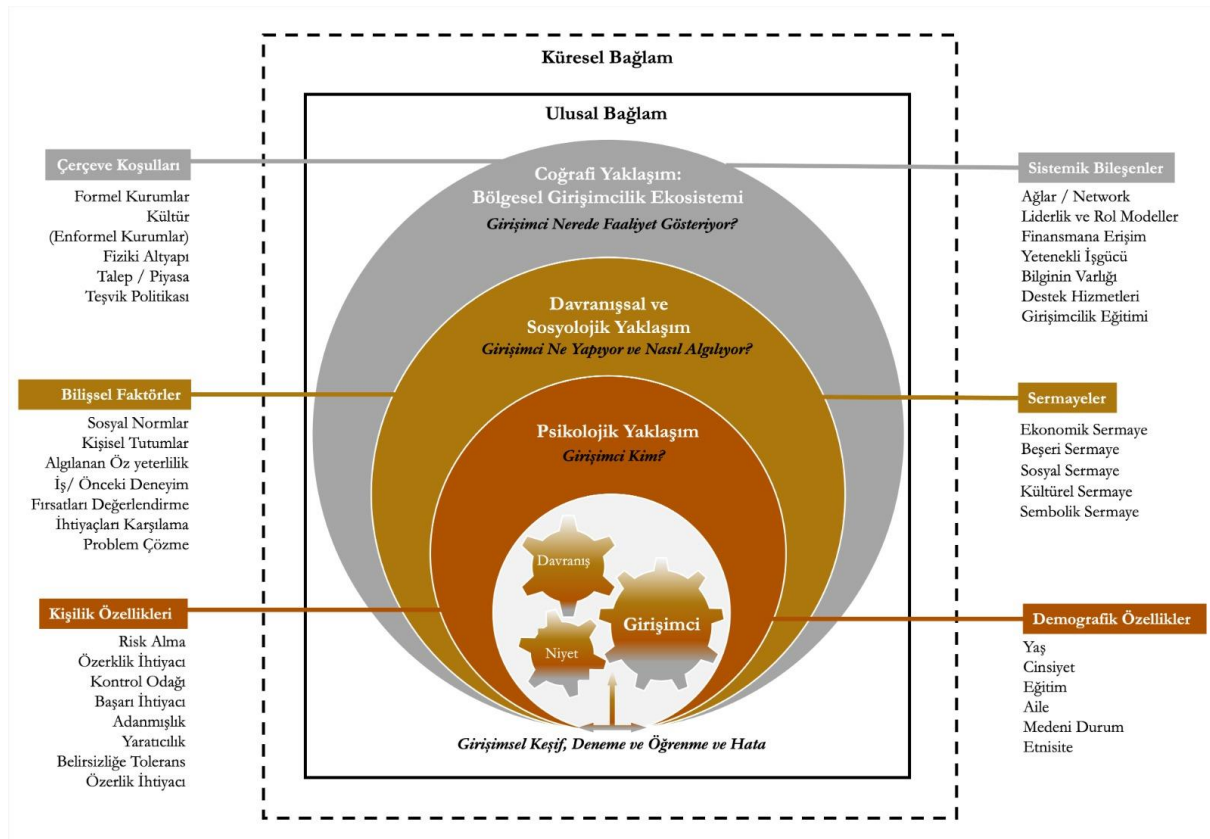 Küresel Bağlam
Ulusal Bağlam
Çerçeve Koşulları
Formel Kurumlar
Kültür
(Enformel Kurumlar)
Fiziki Altyapı
Talep / Piyasa
Teşvik Politikası
Coğrafi Yaklaşım:
Bölgesel Girişimcilik Ekosistemi
Girişimci Nerede Faaliyet Gösteriyor?
Sistemik Bileşenler
Ağlar / Network
Liderlik ve Rol Modeller
Finansmana Erişim
Yetenekli İşgücü
Bilginin Varlığı
Destek Hizmetleri
Girişimcilik Eğitimi
Davranışsal ve
Sosyolojik Yaklaşım
Girişimci Ne Yapıyor ve Nasıl Algılıyor?
Bilişsel Faktörler
Sosyal Normlar
Kişisel Tutumlar
Algılanan Öz yeterlilik
İş/ Önceki Deneyim
Fırsatları Değerlendirme
İhtiyaçları Karşılama
Problem Çözme
Sermayeler
Ekonomik Sermaye
Beşeri Sermaye
Sosyal Sermaye
Kültürel Sermaye
Sembolik Sermaye
Psikolojik Yaklaşım
Girişimci Kim?
Davranış
Girişimci
Niyet
Kişilik Özellikleri
Risk Alma
Özerklik İhtiyacı
Kontrol Odağı
Başarı İhtiyacı
Adanmışlık
Yaratıcılık
Belirsizliğe Tolerans
Özerlik İhtiyacı
Demografik Özellikler
Yaş
Cinsiyet
Eğitim
Aile
Medeni Durum
Etnisite
Girişimsel Keşif, Deneme ve Öğrenme ve Hata